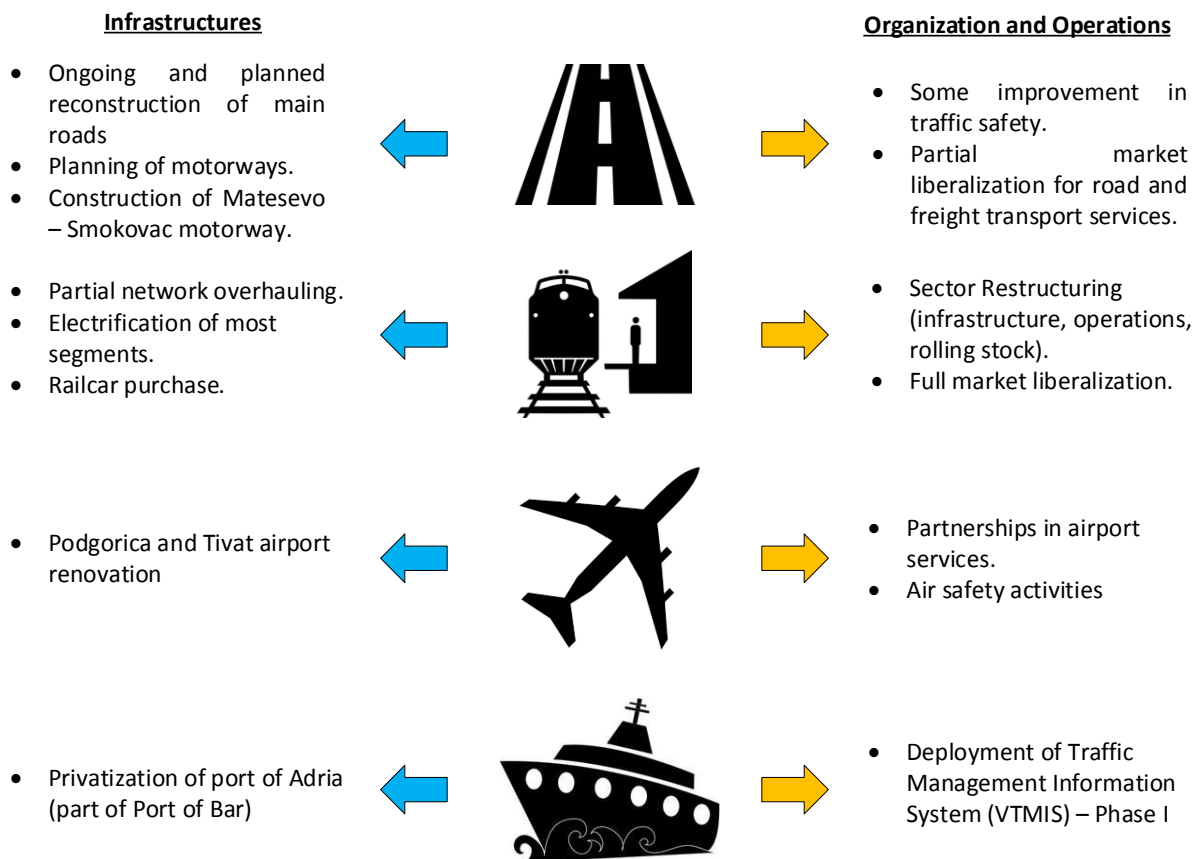 Infrastructures
• Ongoing and planned
reconstruction of main
roads
• Planning of motorways.
• Construction of Matesevo
– Smokovac motorway.
Organization and Operations
• Some improvement in
traffic safety.
• Partial market
liberalization for road and
freight transport services.
• Partial network overhauling.
• Electrification of most
segments.
• Railcar purchase.
• Sector Restructuring
(infrastructure, operations,
rolling stock).
• Full market liberalization.
• Podgorica and Tivat airport
renovation
• Partnerships in airport
services.
• Air safety activities
• Privatization of port of Adria
(part of Port of Bar)
• Deployment of Traffic
Management Information
System (VTMIS) – Phase I